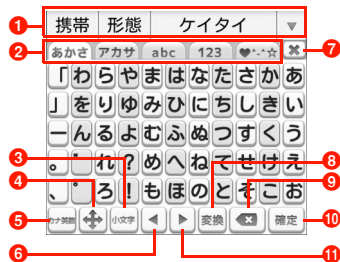 1 携帯 形態 ケイタイ ▼
2 あかさ アカサ abc 123 ♥^-^☆ ✖ 7
「 わ ら や ま は な た さ か あ
」 を り ゆ み ひ に ち し き い
ー ん る よ む ふ ぬ つ す く う
。 ゛ れ ? め へ ね て せ け え
、 ゜ ろ ! も ほ の と そ こ お
3 8
4 9
5 カナ英数 小文字 ◀ ▶ 変換 確定 10
6 11